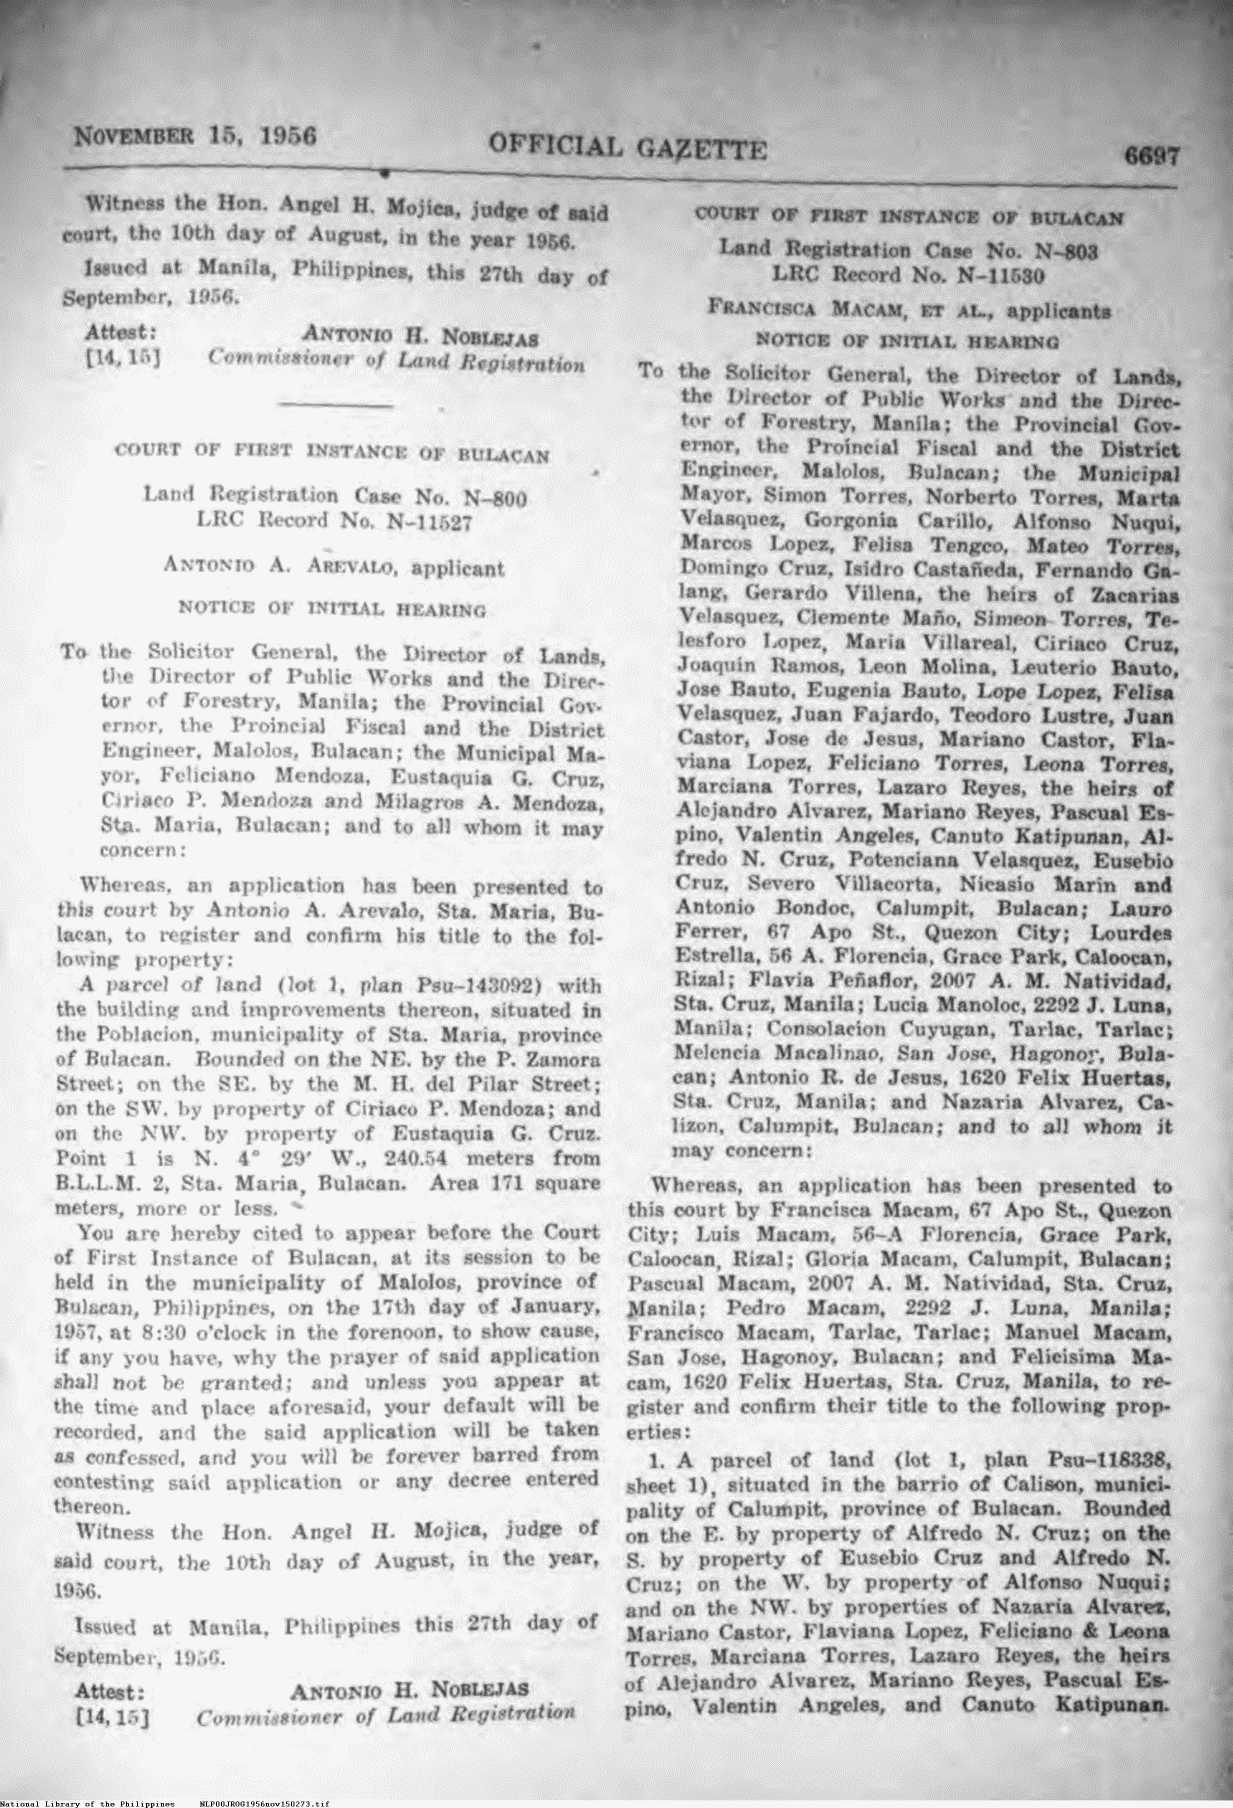 NOVEMBER 15, 1956
OFFICIAL GAZETTE
6697
Witness the Hon. Angel H. Mojica, judge of said
court, the 10th day of August, in the year 1956.
Issued at Manila, Philippines, this 27th day of
September, 1956.
Attest: ANTONIO H. NOBLEJAS
[14, 15] Commissioner of Land Registration
COURT OF FIRST INSTANCE OF BULACAN
Land Registration Case No. N–800
LRC Record No. N–11527
ANTONIO A. AREVALO, applicant
NOTICE OF INITIAL HEARING
To the Solicitor General, the Director of Lands,
the Director of Public Works and the Direc-
tor of Forestry, Manila; the Provincial Gov-
ernor, the Proincial Fiscal and the District
Engineer, Malolos, Bulacan; the Municipal Ma-
yor, Feliciano Mendoza, Eustaquia G. Cruz,
Ciriaco P. Mendoza and Milagros A. Mendoza,
Sta. Maria, Bulacan; and to all whom it may
concern:
Whereas, an application has been presented to
this court by Antonio A. Arevalo, Sta. Maria, Bu-
lacan, to register and confirm his title to the fol-
lowing property:
A parcel of land (lot 1, plan Psu–143092) with
the building and improvements thereon, situated in
the Poblacion, municipality of Sta. Maria, province
of Bulacan. Bounded on the NE. by the P. Zamora
Street; on the SE. by the M. H. del Pilar Street;
on the SW. by property of Ciriaco P. Mendoza; and
on the NW. by property of Eustaquia G. Cruz.
Point 1 is N. 4° 29′ W., 240.54 meters from
B.L.L.M. 2, Sta. Maria, Bulacan. Area 171 square
meters, more or less.
You are hereby cited to appear before the Court
of First Instance of Bulacan, at its session to be
held in the municipality of Malolos, province of
Bulacan, Philippines, on the 17th day of January,
1957, at 8:30 o'clock in the forenoon, to show cause,
if any you have, why the prayer of said application
shall not be granted; and unless you appear at
the time and place aforesaid, your default will be
recorded, and the said application will be taken
as confessed, and you will be forever barred from
contesting said application or any decree entered
thereon.
Witness the Hon. Angel H. Mojica, judge of
said court, the 10th day of August, in the year,
1956.
Issued at Manila, Philippines this 27th day of
September, 1956.
Attest: ANTONIO H. NOBLEJAS
[14, 15] Commissioner of Land Registration
COURT OF FIRST INSTANCE OF BULACAN
Land Registration Case No. N–803
LRC Record No. N–11530
FRANCISCA MACAM, ET AL., applicants
NOTICE OF INITIAL HEARING
To the Solicitor General, the Director of Lands,
the Director of Public Works and the Direc-
tor of Forestry, Manila; the Provincial Gov-
ernor, the Proincial Fiscal and the District
Engineer, Malolos, Bulacan; the Municipal
Mayor, Simon Torres, Norberto Torres, Marta
Velasquez, Gorgonia Carillo, Alfonso Nuqui,
Marcos Lopez, Felisa Tengco, Mateo Torres,
Domingo Cruz, Isidro Castañeda, Fernando Ga-
lang, Gerardo Villena, the heirs of Zacarias
Velasquez, Clemente Maño, Simeon Torres, Te-
lesforo Lopez, Maria Villareal, Ciriaco Cruz,
Joaquin Ramos, Leon Molina, Leuterio Bauto,
Jose Bauto, Eugenia Bauto, Lope Lopez, Felisa
Velasquez, Juan Fajardo, Teodoro Lustre, Juan
Castor, Jose de Jesus, Mariano Castor, Fla-
viana Lopez, Feliciano Torres, Leona Torres,
Marciana Torres, Lazaro Reyes, the heirs of
Alejandro Alvarez, Mariano Reyes, Pascual Es-
pino, Valentin Angeles, Canuto Katipunan, Al-
fredo N. Cruz, Potenciana Velasquez, Eusebio
Cruz, Severo Villacorta, Nicasio Marin and
Antonio Bondoc, Calumpit, Bulacan; Lauro
Ferrer, 67 Apo St., Quezon City; Lourdes
Estrella, 56 A. Florencia, Grace Park, Caloocan,
Rizal; Flavia Peñaflor, 2007 A. M. Natividad,
Sta. Cruz, Manila; Lucia Manoloc, 2292 J. Luna,
Manila; Consolacion Cuyugan, Tarlac, Tarlac;
Melencia Macalinao, San Jose, Hagonoy, Bula-
can; Antonio R. de Jesus, 1620 Felix Huertas,
Sta. Cruz, Manila; and Nazaria Alvarez, Ca-
lizon, Calumpit, Bulacan; and to all whom it
may concern:
Whereas, an application has been presented to
this court by Francisca Macam, 67 Apo St., Quezon
City; Luis Macam, 56–A Florencia, Grace Park,
Caloocan, Rizal; Gloria Macam, Calumpit, Bulacan;
Pascual Macam, 2007 A. M. Natividad, Sta. Cruz,
Manila; Pedro Macam, 2292 J. Luna, Manila;
Francisco Macam, Tarlac, Tarlac; Manuel Macam,
San Jose, Hagonoy, Bulacan; and Felicisima Ma-
cam, 1620 Felix Huertas, Sta. Cruz, Manila, to re-
gister and confirm their title to the following prop-
erties:
1. A parcel of land (lot 1, plan Psu–118338,
sheet 1), situated in the barrio of Calison, munici-
pality of Calumpit, province of Bulacan. Bounded
on the E. by property of Alfredo N. Cruz; on the
S. by property of Eusebio Cruz and Alfredo N.
Cruz; on the W. by property of Alfonso Nuqui;
and on the NW. by properties of Nazaria Alvarez,
Mariano Castor, Flaviana Lopez, Feliciano & Leona
Torres, Marciana Torres, Lazaro Reyes, the heirs
of Alejandro Alvarez, Mariano Reyes, Pascual Es-
pino, Valentin Angeles, and Canuto Katipunan.
National Library of the Philippines NLPOOJROG1956nov150273.tif